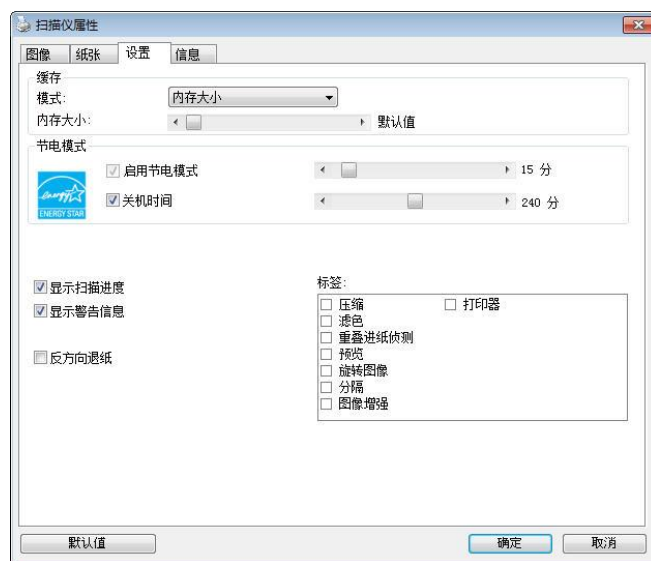 扫描仪属性
图像 纸张 设置 信息
缓存
模式: 内存大小
内存大小: 默认值
节电模式
启用节电模式 15 分
关机时间 240 分
energy
ENERGY STAR
显示扫描进度
显示警告信息
反方向退纸
标签:
压缩 打印器
滤色
重叠进纸侦测
预览
旋转图像
分隔
图像增强
默认值 确定 取消